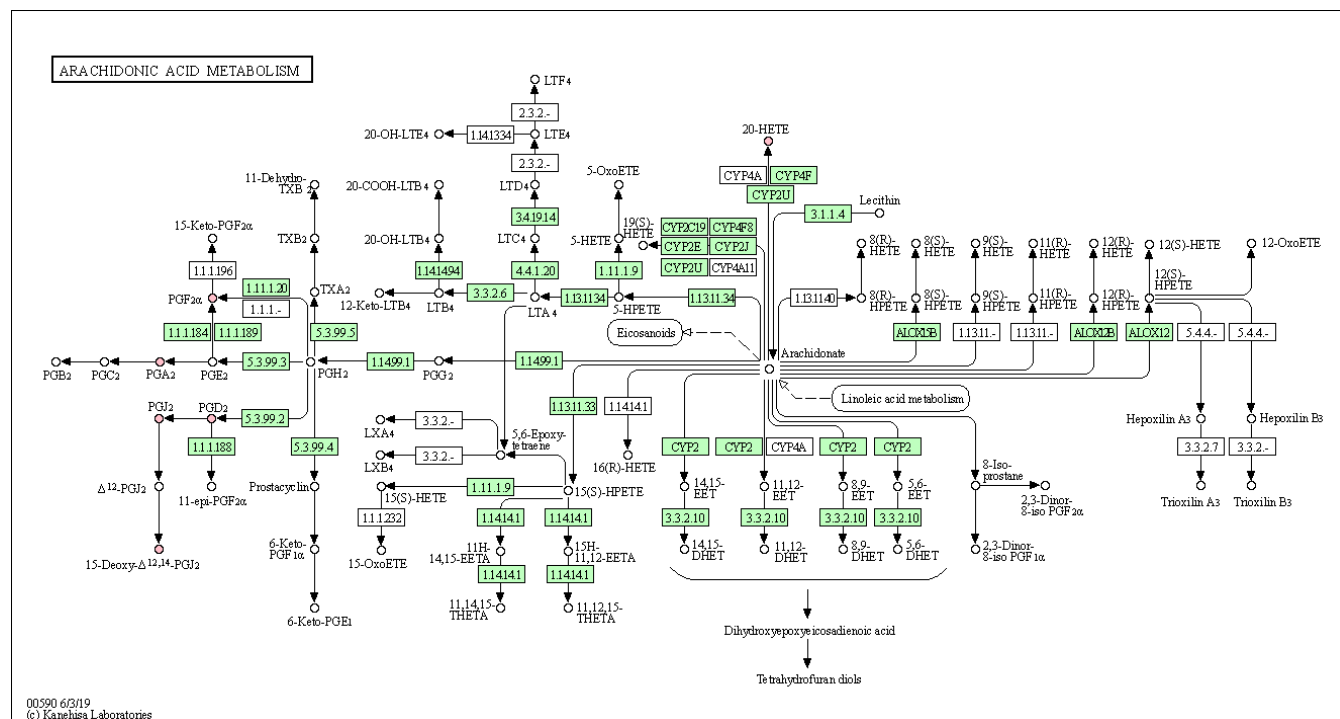 ARACHIDONIC ACID METABOLISM
LTF4
2.3.2.-
20-OH-LTE4
1.14.13.34
LTE4
20-HETE
2.3.2.-
11-Dehydro-
TXB2
20-COOH-LTB4
LTD4
5-OxoETE
CYP4A
CYP4F
CYP2U
Lecithin
3.4.19.14
3.1.1.4
15-Keto-PGF2α
TXB2
20-OH-LTB4
LTC4
5-HETE
19(S)-
HETE
CYP2C19
CYP4F8
CYP2E
CYP2J
CYP2U
CYP4A11
8(R)-
HETE
8(S)-
HETE
9(S)-
HETE
11(R)-
HETE
12(R)-
HETE
12(S)-HETE
12-OxoETE
1.1.1.196
1.14.14.94
4.4.1.20
1.11.1.9
1.11.1.20
1.1.1.-
PGF2α
TXA2
12-Keto-LTB4
LTB4
3.3.2.6
LTA4
1.13.11.34
5-HPETE
1.13.11.34
1.13.11.40
8(R)-
HPETE
8(S)-
HPETE
9(S)-
HPETE
11(R)-
HPETE
12(R)-
HPETE
12(S)-
HPETE
1.1.1.184
1.1.1.189
5.3.99.5
Eicosanoids
ALOX15B
1.13.11.-
1.13.11.-
ALOX12B
ALOX12
5.4.4.-
5.4.4.-
Arachidonate
PGB2
PGC2
PGA2
PGE2
5.3.99.3
PGH2
1.14.99.1
PGG2
1.14.99.1
Linoleic acid metabolism
PGJ2
PGD2
5.3.99.2
1.13.11.33
1.14.14.1
LXA4
3.3.2.-
5,6-Epoxy-
tetraene
Hepoxilin A3
Hepoxilin B3
1.1.1.188
5.3.99.4
LXB4
3.3.2.-
16(R)-HETE
CYP2
CYP2
CYP4A
CYP2
CYP2
3.3.2.7
3.3.2.-
Δ12-PGJ2
11-epi-PGF2α
Prostacyclin
15(S)-HETE
1.11.1.9
15(S)-HPETE
14,15-
EET
11,12-
EET
8,9-
EET
5,6-
EET
8-Iso-
prostane
2,3-Dinor-
8-iso PGF2α
Trioxilin A3
Trioxilin B3
1.1.1.232
1.14.14.1
1.14.14.1
3.3.2.10
3.3.2.10
3.3.2.10
3.3.2.10
15-Deoxy-Δ12,14-PGJ2
6-Keto-
PGF1α
15-OxoETE
11H-
14,15-EETA
15H-
11,12-EETA
14,15-
DHET
11,12-
DHET
8,9-
DHET
5,6-
DHET
2,3-Dinor-
8-iso PGF1α
1.14.14.1
1.14.14.1
6-Keto-PGE1
11,14,15-
THETA
11,12,15-
THETA
Dihydroxyepoxyeicosadienoic acid
Tetrahydrofuran diols
00590 6/3/19
(c) Kanehisa Laboratories